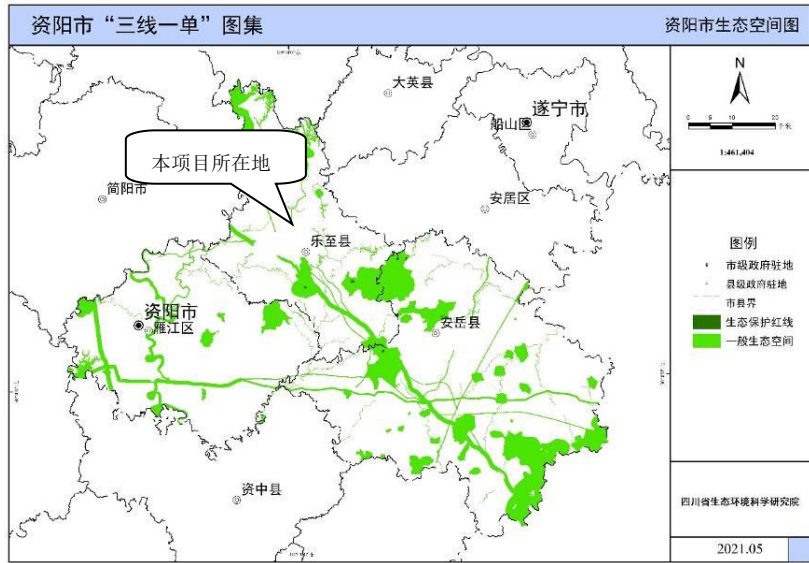 资阳市“三线一单”图集
资阳市生态空间图
大英县
遂宁市
船山区
本项目所在地
简阳市
安居区
乐至县
资阳市
雁江区
安岳县
资中县
N
20
1:461,404
图例
市级政府驻地
县级政府驻地
市县界
生态保护红线
一般生态空间
四川省生态环境科学研究院
2021.05